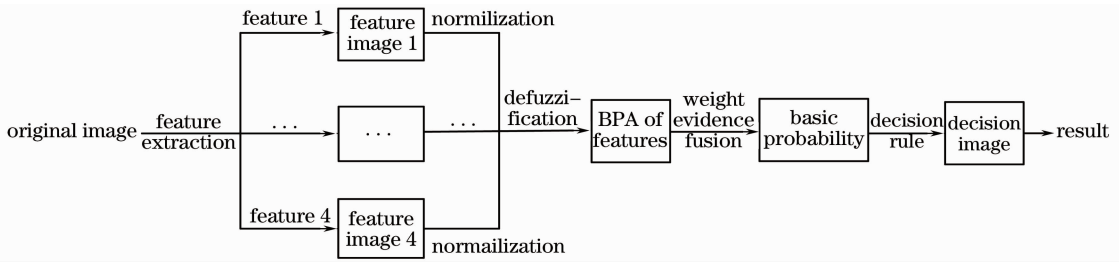 original image
feature
extraction
feature 1
feature
image 1
normilization
· · ·
· · ·
· · ·
feature 4
feature
image 4
normailization
defuzzi–
fication
BPA of
features
weight
evidence
fusion
basic
probability
decision
rule
decision
image
result